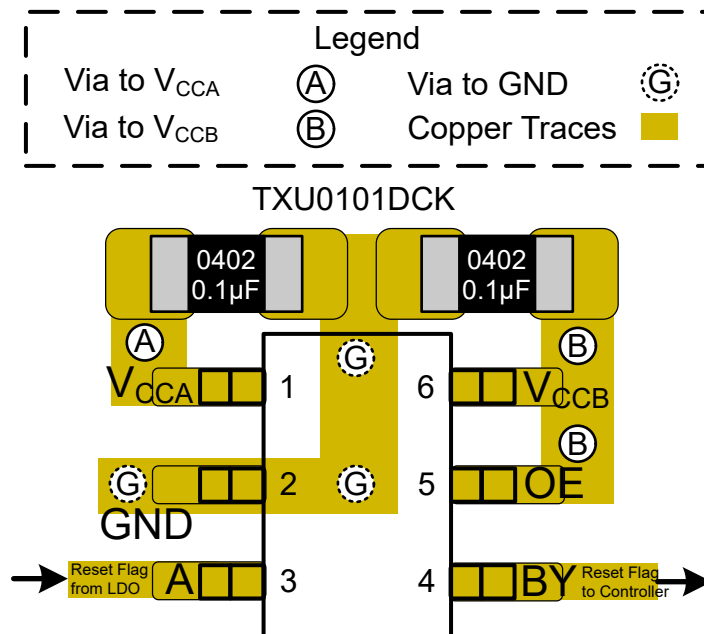 Legend
Via to VCCA A Via to GND G
Via to VCCB B Copper Traces
TXU0101DCK
0402 0402
0.1µF 0.1µF
A G B
VCCA 1 6 VCCB
B
G 2 G 5 OE
GND
Reset Flag
from LDO
A 3 4 BY
Reset Flag
to Controller